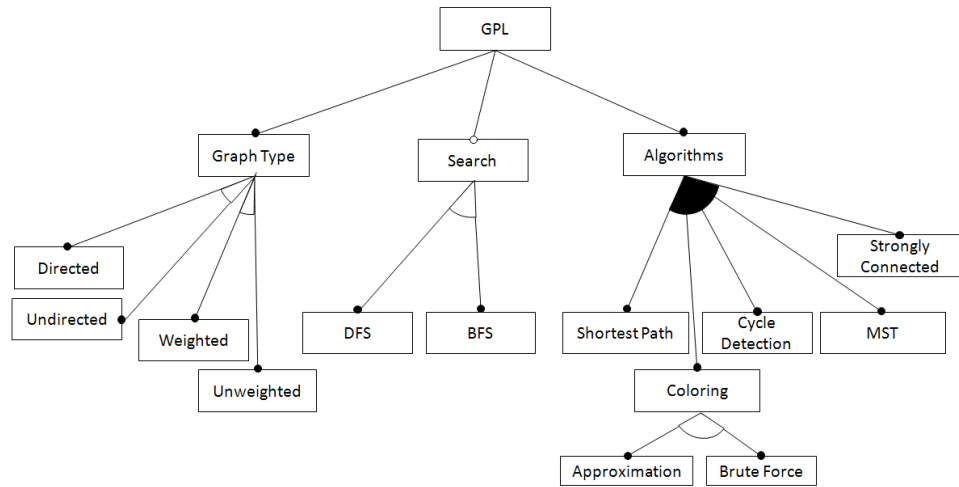 GPL
Graph Type
Search
Algorithms
Directed
Undirected
Weighted
Unweighted
DFS
BFS
Shortest Path
Cycle
Detection
MST
Strongly
Connected
Coloring
Approximation
Brute Force